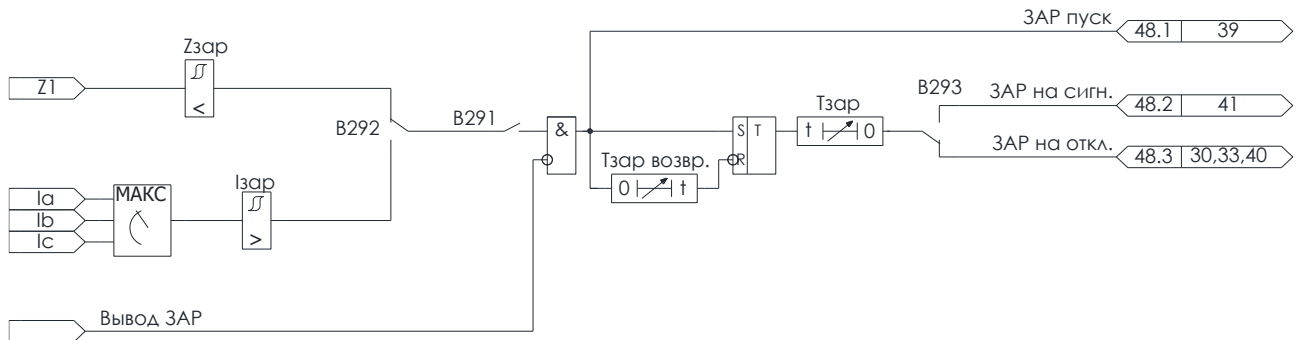 ЗАР пуск
48.1 39
Zзар
<
Z1
B292
B291
&
ЗАР на сигн.
48.2 41
B293
ЗАР на откл.
48.3 30,33,40
S T
R
Tзар
t 0
Tзар возвр.
0 t
Ia
Ib
Ic
МАКС
Iзар
>
Вывод ЗАР